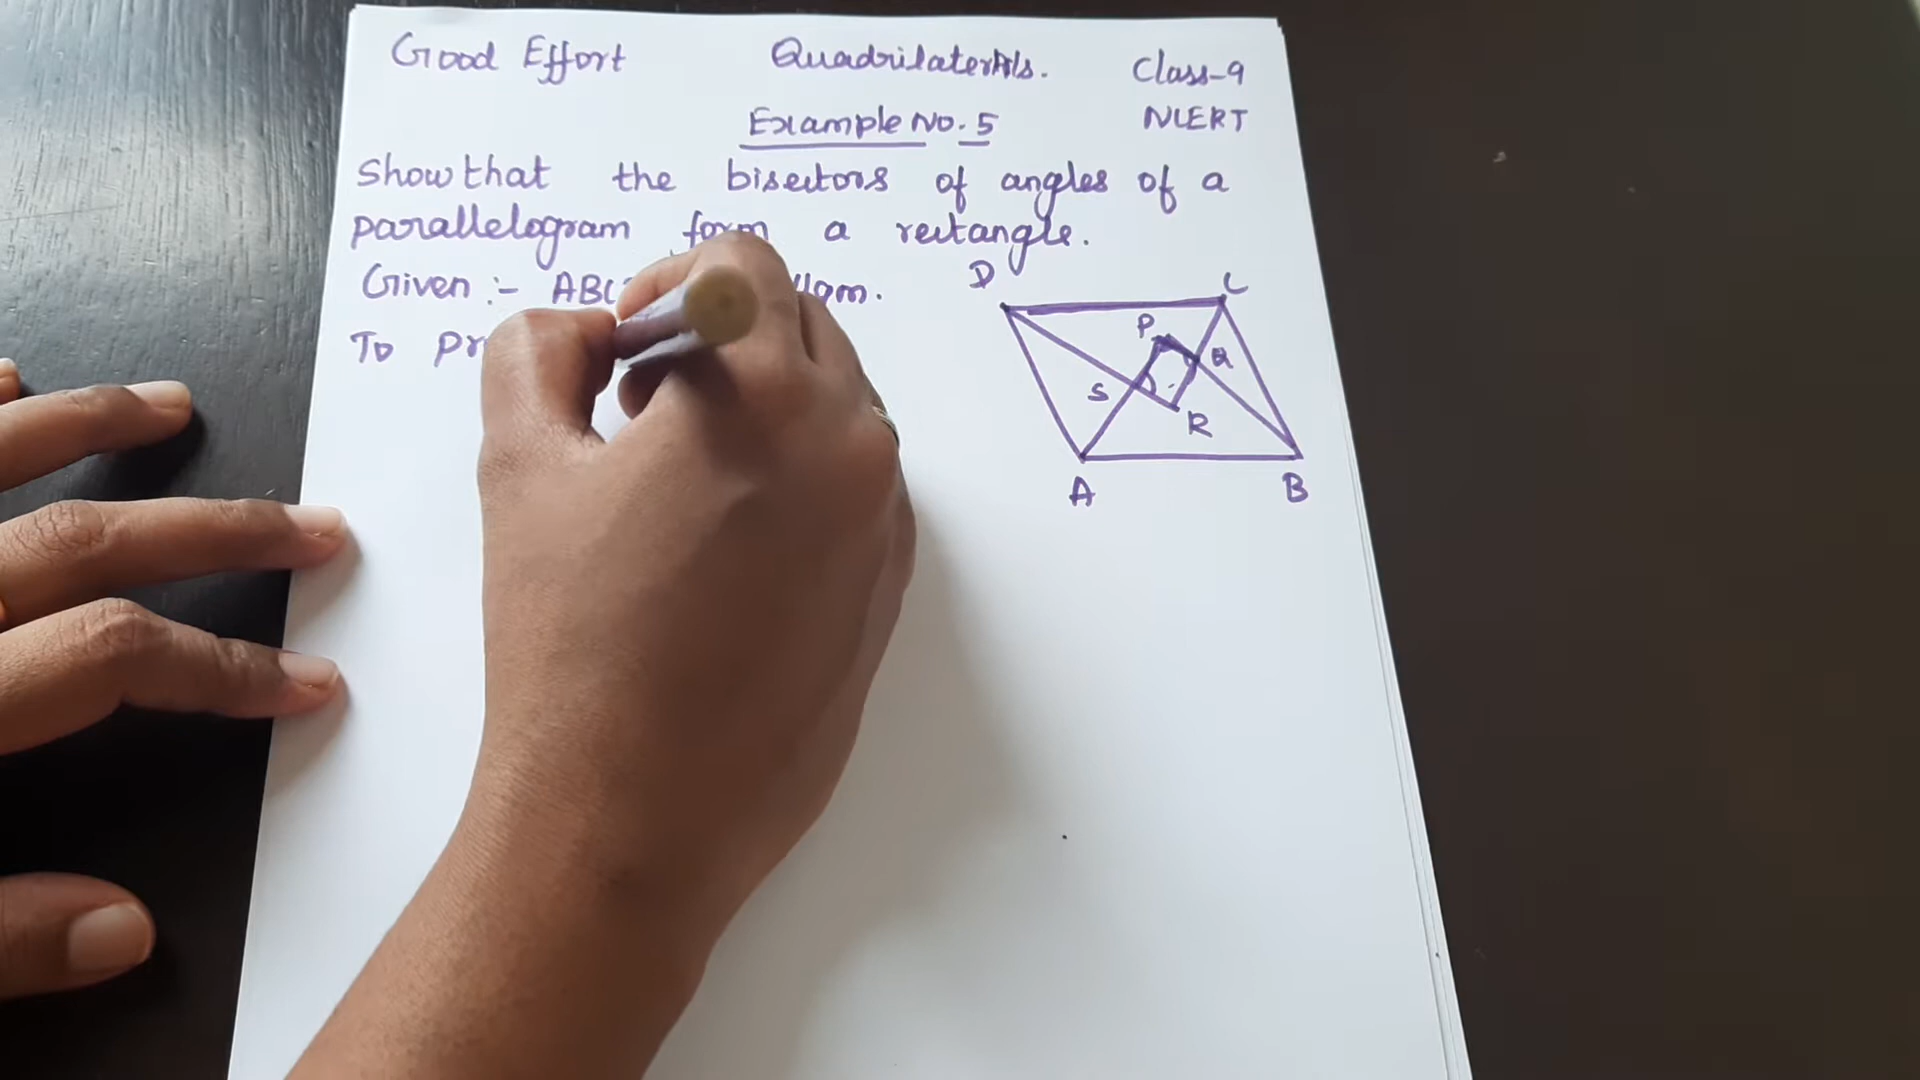 Good Effort Quadrilaterals. Class-9
Example No. 5 NCERT
Show that the bisectors of angles of a
parallelogram form a rectangle.
Given :- ABC llgm.
To pr
D C
P Q
S R
A B